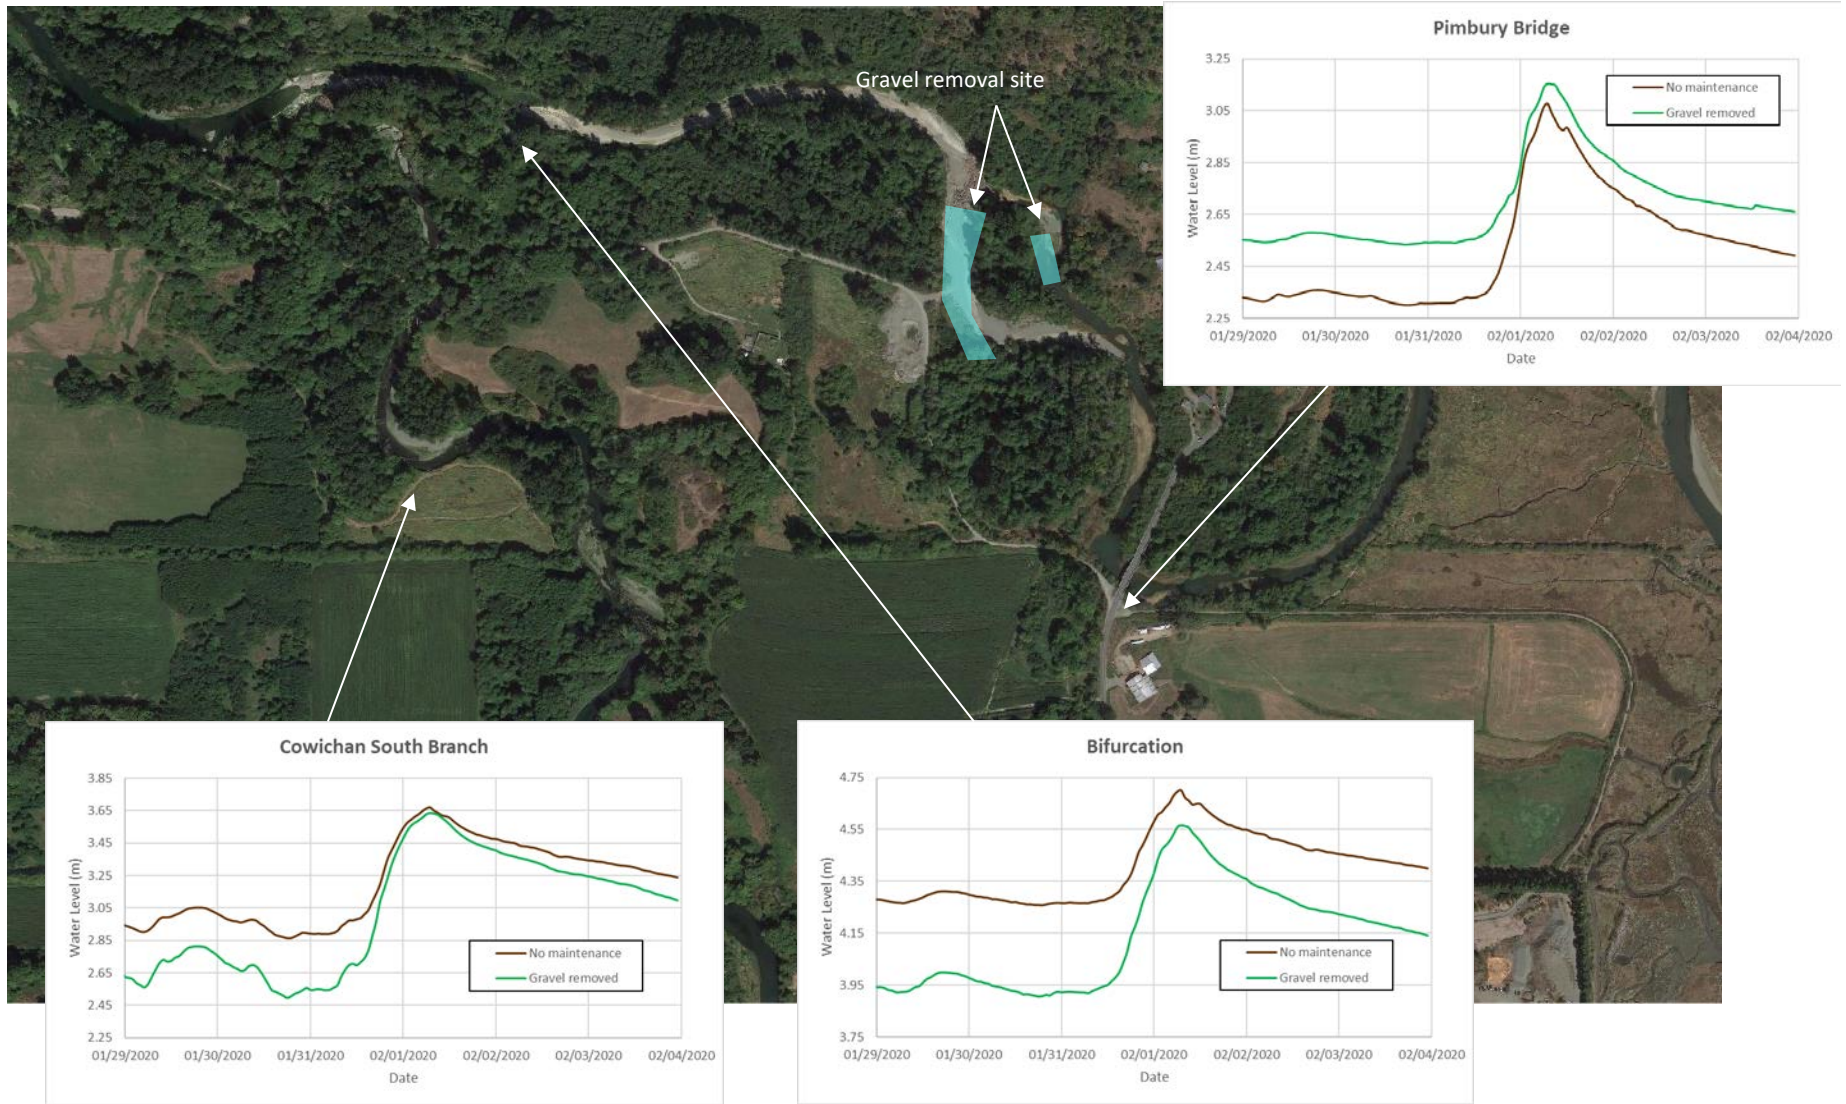 Gravel removal site
Pimbury Bridge
3.25
3.05
2.85
2.65
2.45
2.25
Water Level (m)
No maintenance
Gravel removed
01/29/2020 01/30/2020 01/31/2020 02/01/2020 02/02/2020 02/03/2020 02/04/2020
Date
Cowichan South Branch
3.85
3.65
3.45
3.25
3.05
2.85
2.65
2.45
2.25
Water Level (m)
No maintenance
Gravel removed
01/29/2020 01/30/2020 01/31/2020 02/01/2020 02/02/2020 02/03/2020 02/04/2020
Date
Bifurcation
4.75
4.55
4.35
4.15
3.95
3.75
Water Level (m)
No maintenance
Gravel removed
01/29/2020 01/30/2020 01/31/2020 02/01/2020 02/02/2020 02/03/2020 02/04/2020
Date